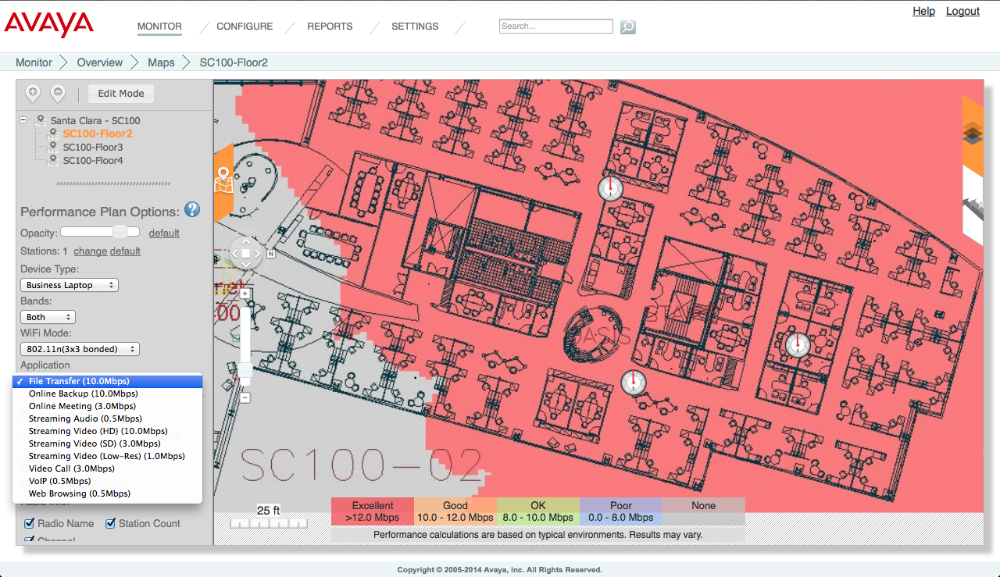 Help Logout
AVAYA
MONITOR CONFIGURE REPORTS SETTINGS Search...
Monitor Overview Maps SC100-Floor2
Edit Mode
Santa Clara - SC100
SC100-Floor2
SC100-Floor3
SC100-Floor4
Performance Plan Options: ?
Opacity: default
Stations: 1 change default
Device Type:
Business Laptop
Bands:
Both
WiFi Mode:
802.11n(3x3 bonded)
Application
✓ File Transfer (10.0Mbps)
Online Backup (10.0Mbps)
Online Meeting (3.0Mbps)
Streaming Audio (0.5Mbps)
Streaming Video (HD) (10.0Mbps)
Streaming Video (SD) (3.0Mbps)
Streaming Video (Low-Res) (1.0Mbps)
Video Call (3.0Mbps)
VoIP (0.5Mbps)
Web Browsing (0.5Mbps)
Radio Info:
Radio Name Station Count
Channel
N
SC100-02
25 ft
Excellent Good OK Poor None
>12.0 Mbps 10.0 - 12.0 Mbps 8.0 - 10.0 Mbps 0.0 - 8.0 Mbps
Performance calculations are based on typical environments. Results may vary.
Copyright © 2005-2014 Avaya, Inc. All Rights Reserved.